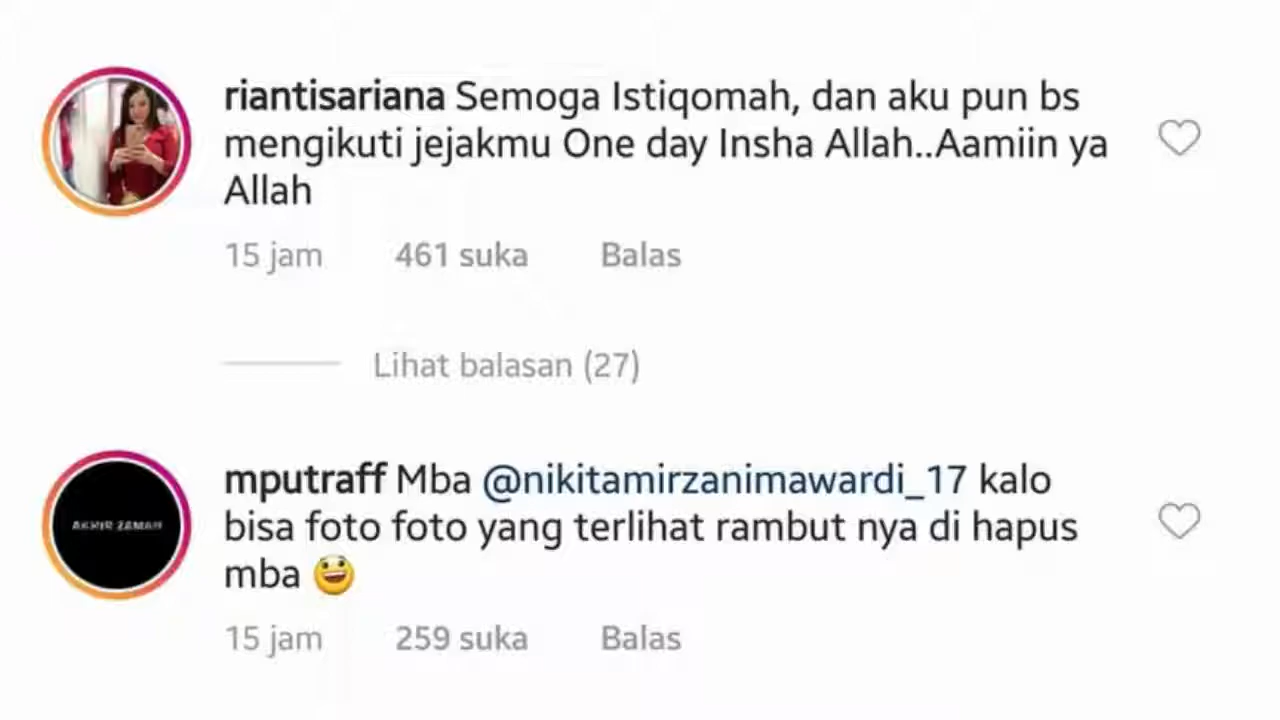 riantisariana Semoga Istiqomah, dan aku pun bs
mengikuti jejakmu One day Insha Allah..Aamiin ya
Allah
15 jam 461 suka Balas
Lihat balasan (27)
AKHIR ZAMAN
mputraff Mba @nikitamirzanimawardi_17 kalo
bisa foto foto yang terlihat rambut nya di hapus
mba 😃
15 jam 259 suka Balas